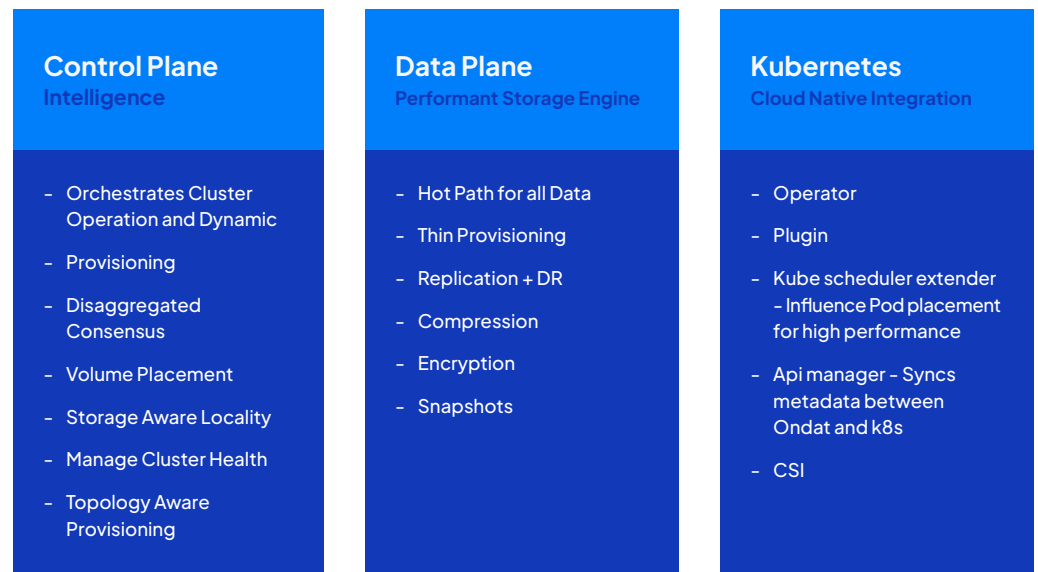 Control Plane
Intelligence
- Orchestrates Cluster
Operation and Dynamic
- Provisioning
- Disaggregated
Consensus
- Volume Placement
- Storage Aware Locality
- Manage Cluster Health
- Topology Aware
Provisioning
Data Plane
Performant Storage Engine
- Hot Path for all Data
- Thin Provisioning
- Replication + DR
- Compression
- Encryption
- Snapshots
Kubernetes
Cloud Native Integration
- Operator
- Plugin
- Kube scheduler extender
- Influence Pod placement
for high performance
- Api manager - Syncs
metadata between
Ondat and k8s
- CSI